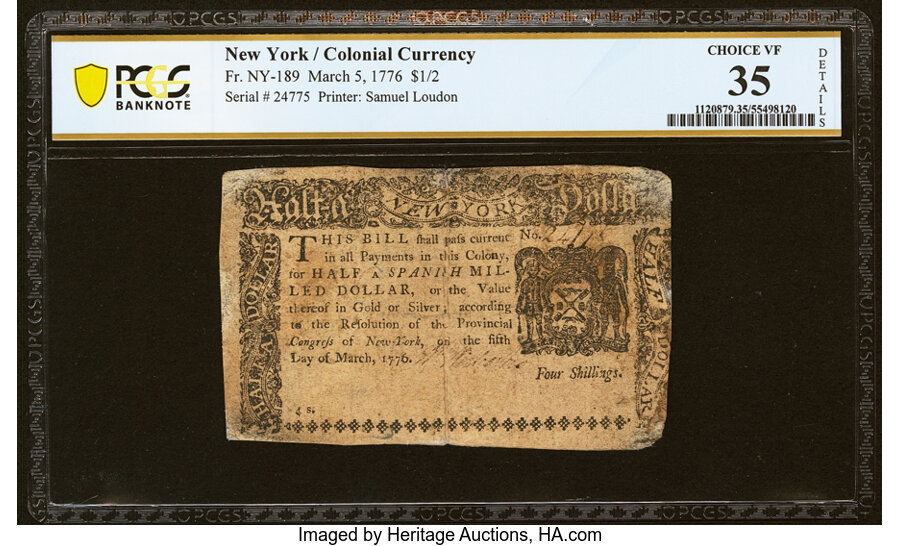 PCGS
BANKNOTE
New York / Colonial Currency
Fr. NY-189 March 5, 1776 $1/2
Serial # 24775 Printer: Samuel Loudon
CHOICE VF
35
1120879.35/55498120
DETAILS
Half a Dolla
NEW-YORK
HALF A DOLLAR
HALF DOLLAR
No.
THIS BILL ſhall paſs current
in all Payments in this Colony,
for HALF A SPANISH MIL-
LED DOLLAR, or the Value
thereof in Gold or Silver, according
to the Reſolution of the Provincial
Congreſs of New-York, on the fifth
Day of March, 1776.
Four Shillings.
4 s.
Imaged by Heritage Auctions, HA.com